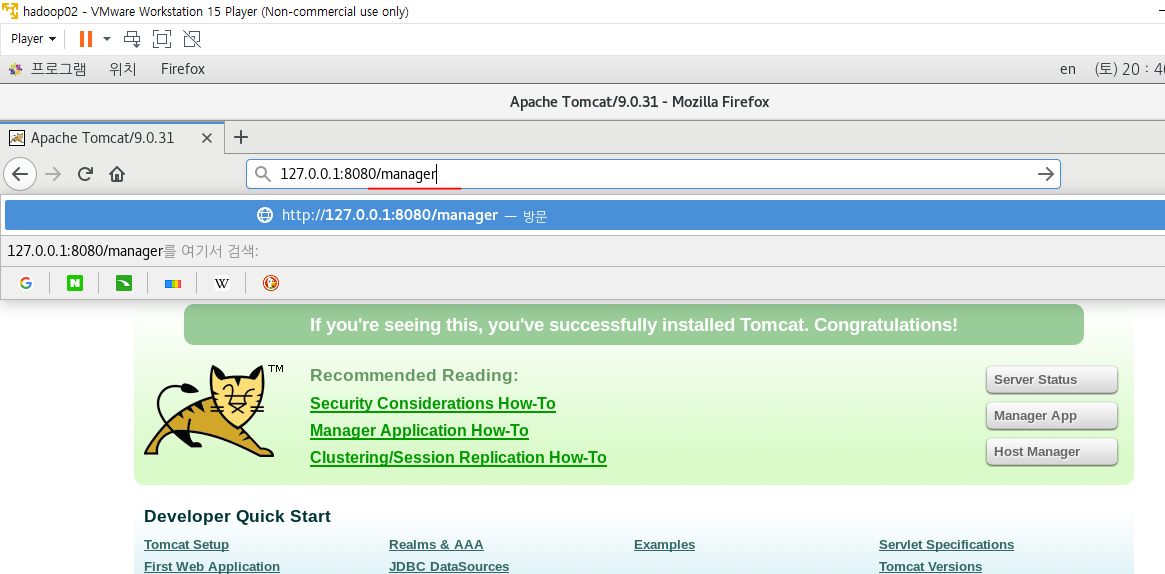 hadoop02 - VMware Workstation 15 Player (Non-commercial use only)
Player
프로그램 위치 Firefox en (토) 20 : 46
Apache Tomcat/9.0.31 - Mozilla Firefox
Apache Tomcat/9.0.31
127.0.0.1:8080/manager
http://127.0.0.1:8080/manager — 방문
127.0.0.1:8080/manager를 여기서 검색:
G N W
If you're seeing this, you've successfully installed Tomcat. Congratulations!
TM
Recommended Reading:
Security Considerations How-To
Manager Application How-To
Clustering/Session Replication How-To
Server Status
Manager App
Host Manager
Developer Quick Start
Tomcat Setup Realms & AAA Examples Servlet Specifications
First Web Application JDBC DataSources Tomcat Versions